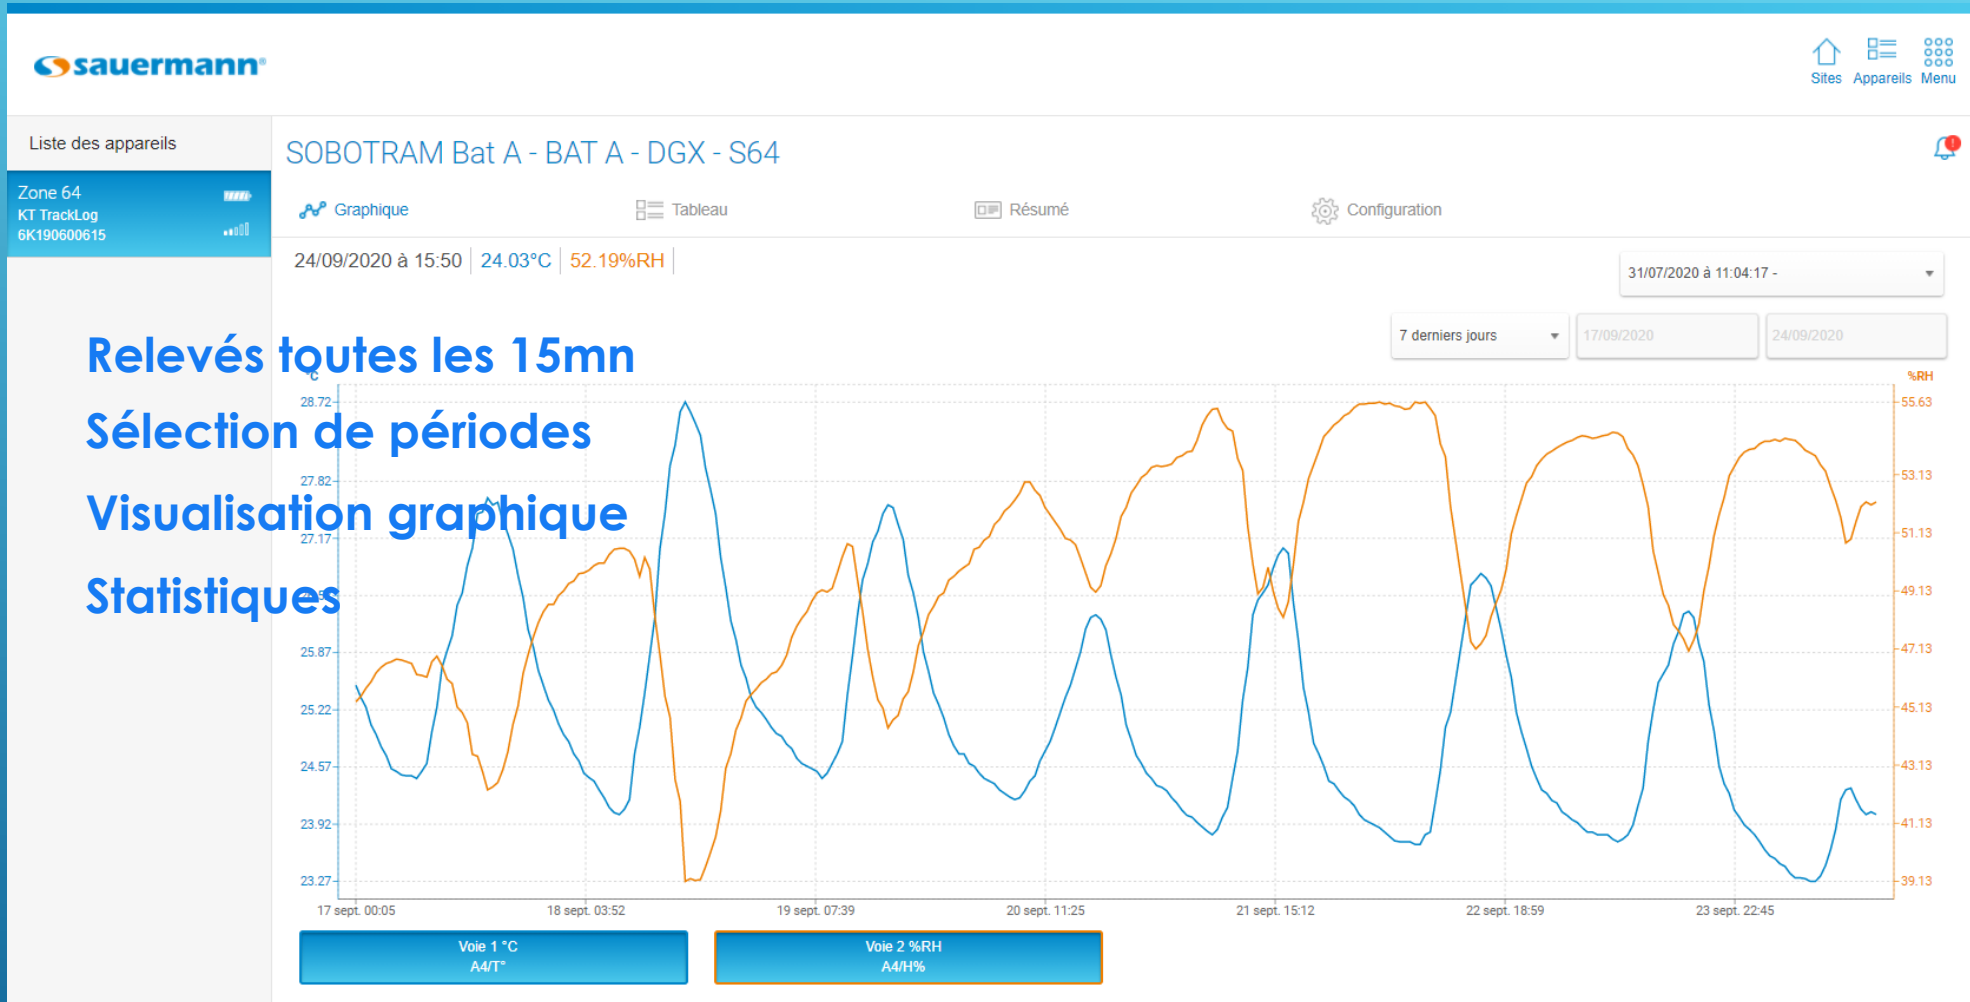 sauermann®
Sites Appareils Menu
Liste des appareils
SOBOTRAM Bat A - BAT A - DGX - S64
Zone 64
KT TrackLog
6K190600615
Graphique Tableau Résumé Configuration
24/09/2020 à 15:50 24.03°C 52.19%RH
31/07/2020 à 11:04:17 -
7 derniers jours 17/09/2020 24/09/2020
Relevés toutes les 15mn
Sélection de périodes
Visualisation graphique
Statistiques
°C %RH
28.72 55.63
27.82 53.13
27.17 51.13
49.13
25.87 47.13
25.22 45.13
24.57 43.13
23.92 41.13
23.27 39.13
17 sept. 00:05 18 sept. 03:52 19 sept. 07:39 20 sept. 11:25 21 sept. 15:12 22 sept. 18:59 23 sept. 22:45
Voie 1 °C
A4/T°
Voie 2 %RH
A4/H%